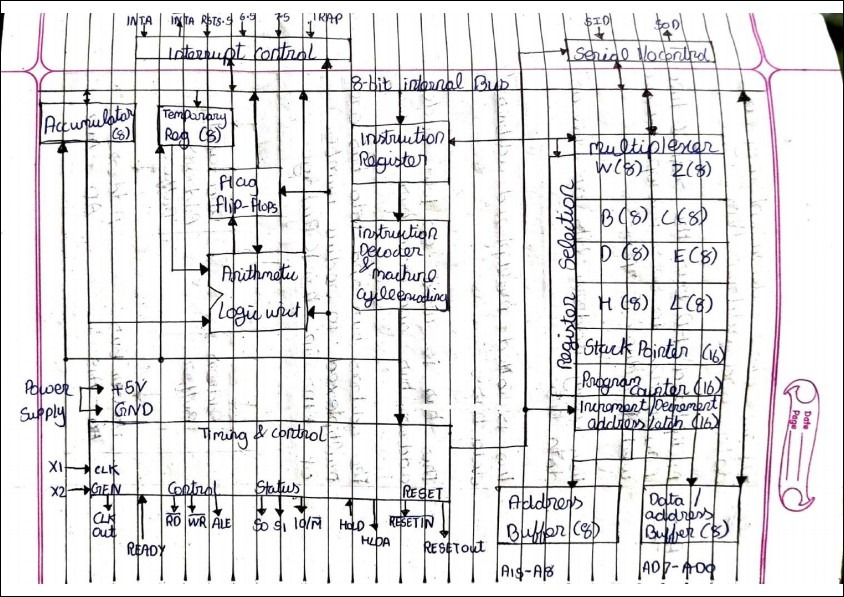 INTA INTA RST5.5 6.5 7.5 TRAP
Interrupt control
SID SOD
Serial I/O control
8-bit internal Bus
Accumulator
(8)
Temporary
Reg (8)
Instruction
Register
Flag
flip-flops
Instruction
Decoder
&
machine
cycle encoding
Arithmetic
Logic unit
Multiplexer
W(8) Z(8)
B(8) C(8)
D(8) E(8)
H(8) L(8)
Stack Pointer (16)
Program
counter (16)
Increment/Decrement
address latch (16)
Register Selection
Power
Supply
+5V
GND
Timing & control
X1 CLK
X2 GEN
Control Status RESET
CLK
out
READY
RD WR ALE
S0 S1 IO/M
HOLD
HLDA
RESETIN
RESET out
Address
Buffer (8)
Data/
address
Buffer (8)
A15-A8
AD7-AD0
Date
Page